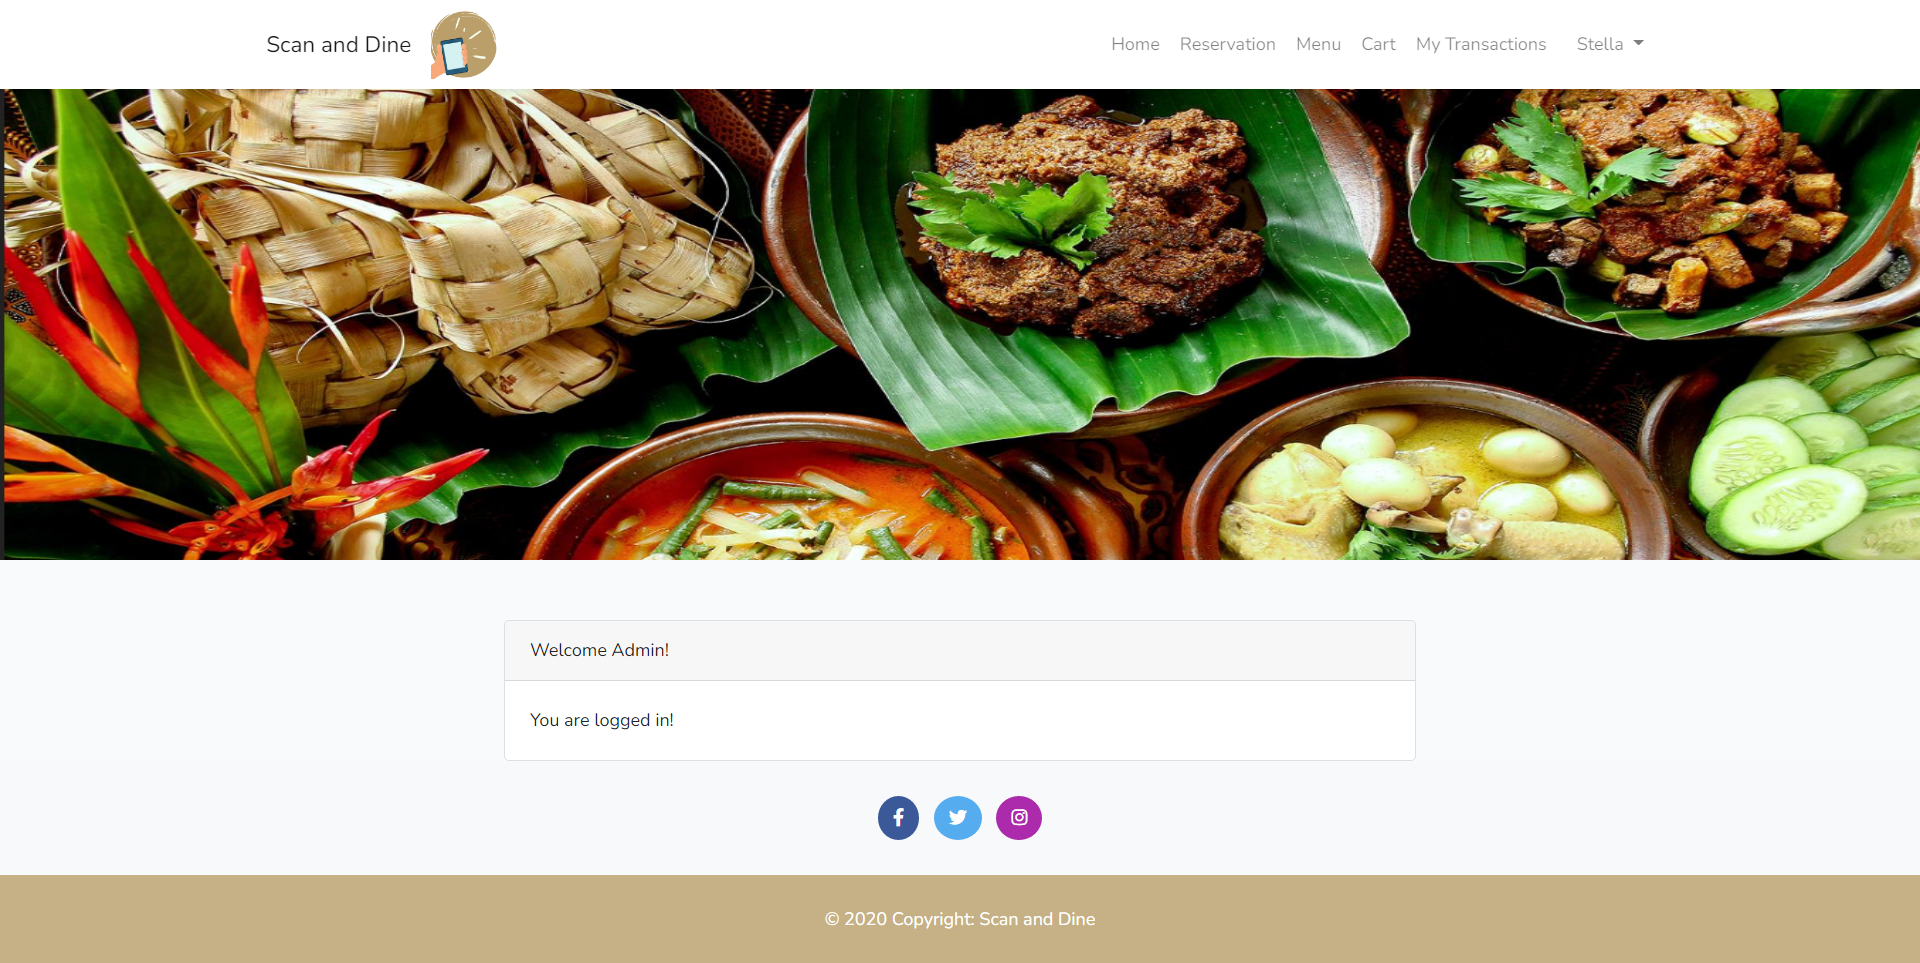 Scan and Dine
Home Reservation Menu Cart My Transactions Stella
Welcome Admin!
You are logged in!
© 2020 Copyright: Scan and Dine